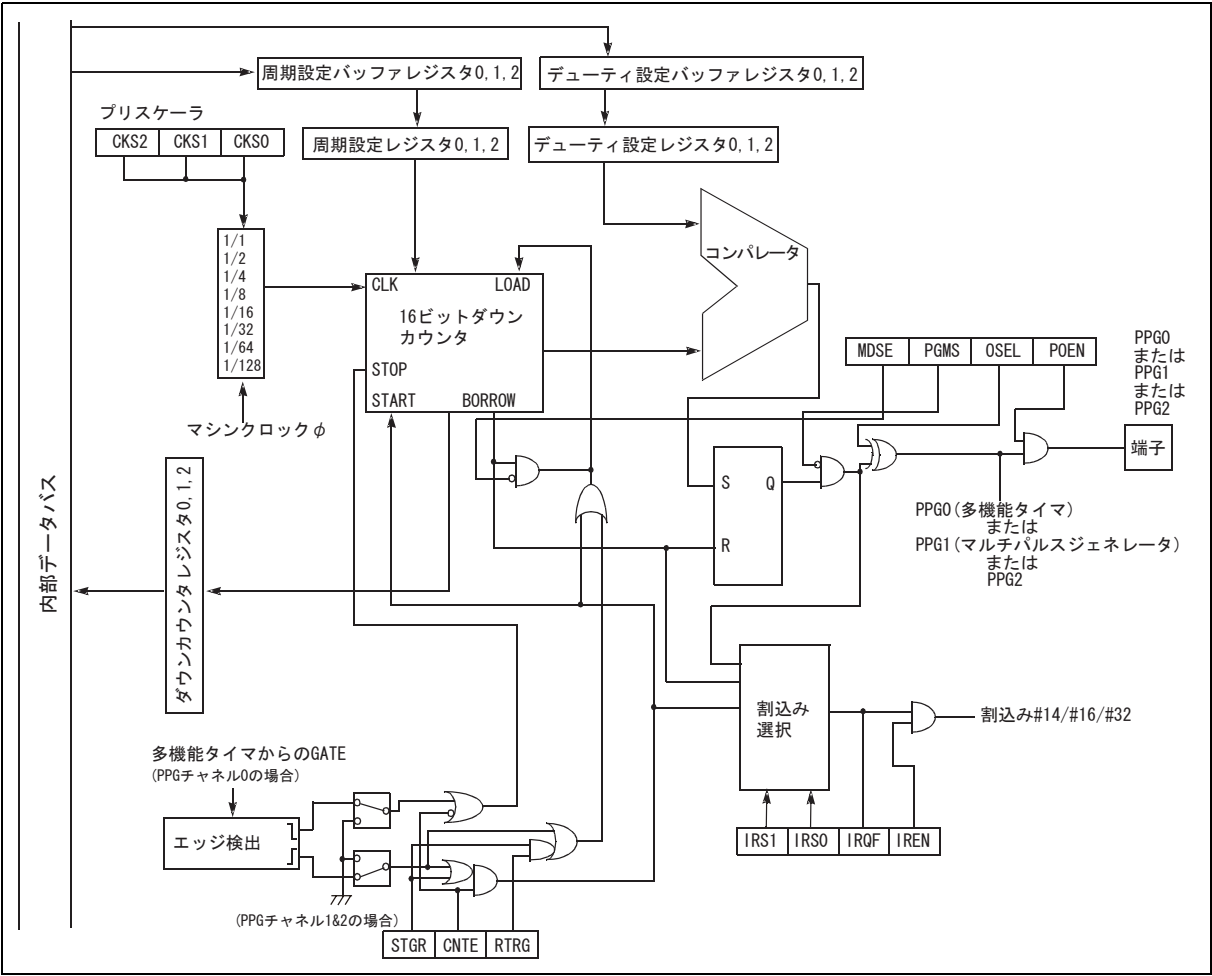 周期設定バッファレジスタ0,1,2
デューティ設定バッファレジスタ0,1,2
プリスケーラ
CKS2 CKS1 CKS0
周期設定レジスタ0,1,2
デューティ設定レジスタ0,1,2
1/1
1/2
1/4
1/8
1/16
1/32
1/64
1/128
マシンクロックφ
CLK LOAD
16ビットダウン
カウンタ
STOP
START BORROW
コンパレータ
MDSE PGMS OSEL POEN
PPG0
または
PPG1
または
PPG2
端子
S Q
R
PPG0(多機能タイマ)
または
PPG1(マルチパルスジェネレータ)
または
PPG2
内部データバス
ダウンカウンタレジスタ0,1,2
割込み
選択
割込み#14/#16/#32
IRS1 IRS0 IRQF IREN
多機能タイマからのGATE
(PPGチャネル0の場合)
エッジ検出
(PPGチャネル1&2の場合)
STGR CNTE RTRG